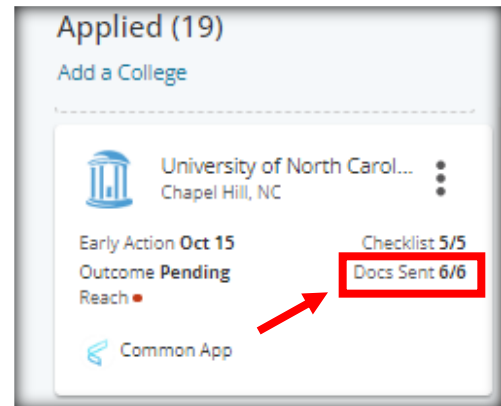 Applied (19)
Add a College
University of North Carol...
Chapel Hill, NC
Early Action Oct 15
Checklist 5/5
Outcome Pending
Docs Sent 6/6
Reach
Common App